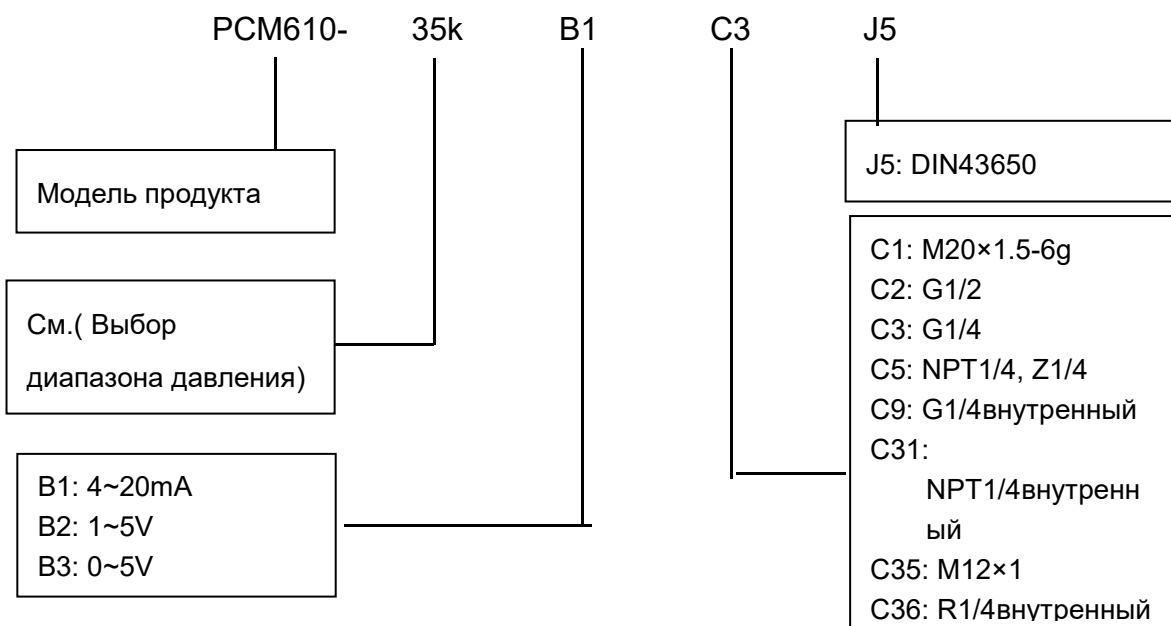 PCM610- 35k B1 C3 J5
Модель продукта
См.( Выбор
диапазона давления)
B1: 4~20mA
B2: 1~5V
B3: 0~5V
J5: DIN43650
C1: M20×1.5-6g
C2: G1/2
C3: G1/4
C5: NPT1/4, Z1/4
C9: G1/4внутренный
C31:
NPT1/4внутренн
ый
C35: M12×1
C36: R1/4внутренный